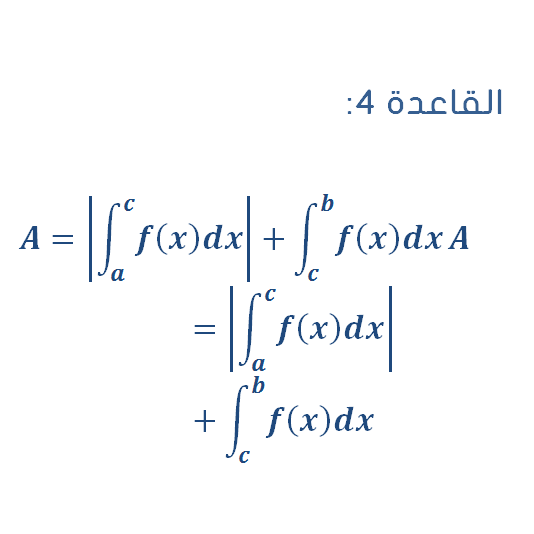 القاعدة 4:
A = |∫_a^c f(x)dx| + ∫_c^b f(x)dx A
= |∫_a^c f(x)dx|
+ ∫_c^b f(x)dx